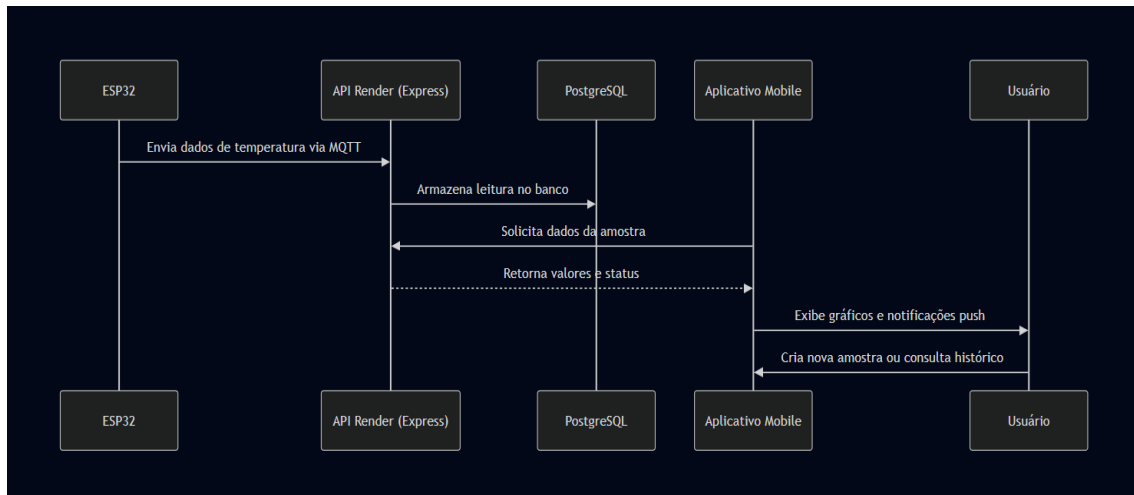 ESP32
API Render (Express)
PostgreSQL
Aplicativo Mobile
Usuário
Envia dados de temperatura via MQTT
Armazena leitura no banco
Solicita dados da amostra
Retorna valores e status
Exibe gráficos e notificações push
Cria nova amostra ou consulta histórico
ESP32
API Render (Express)
PostgreSQL
Aplicativo Mobile
Usuário